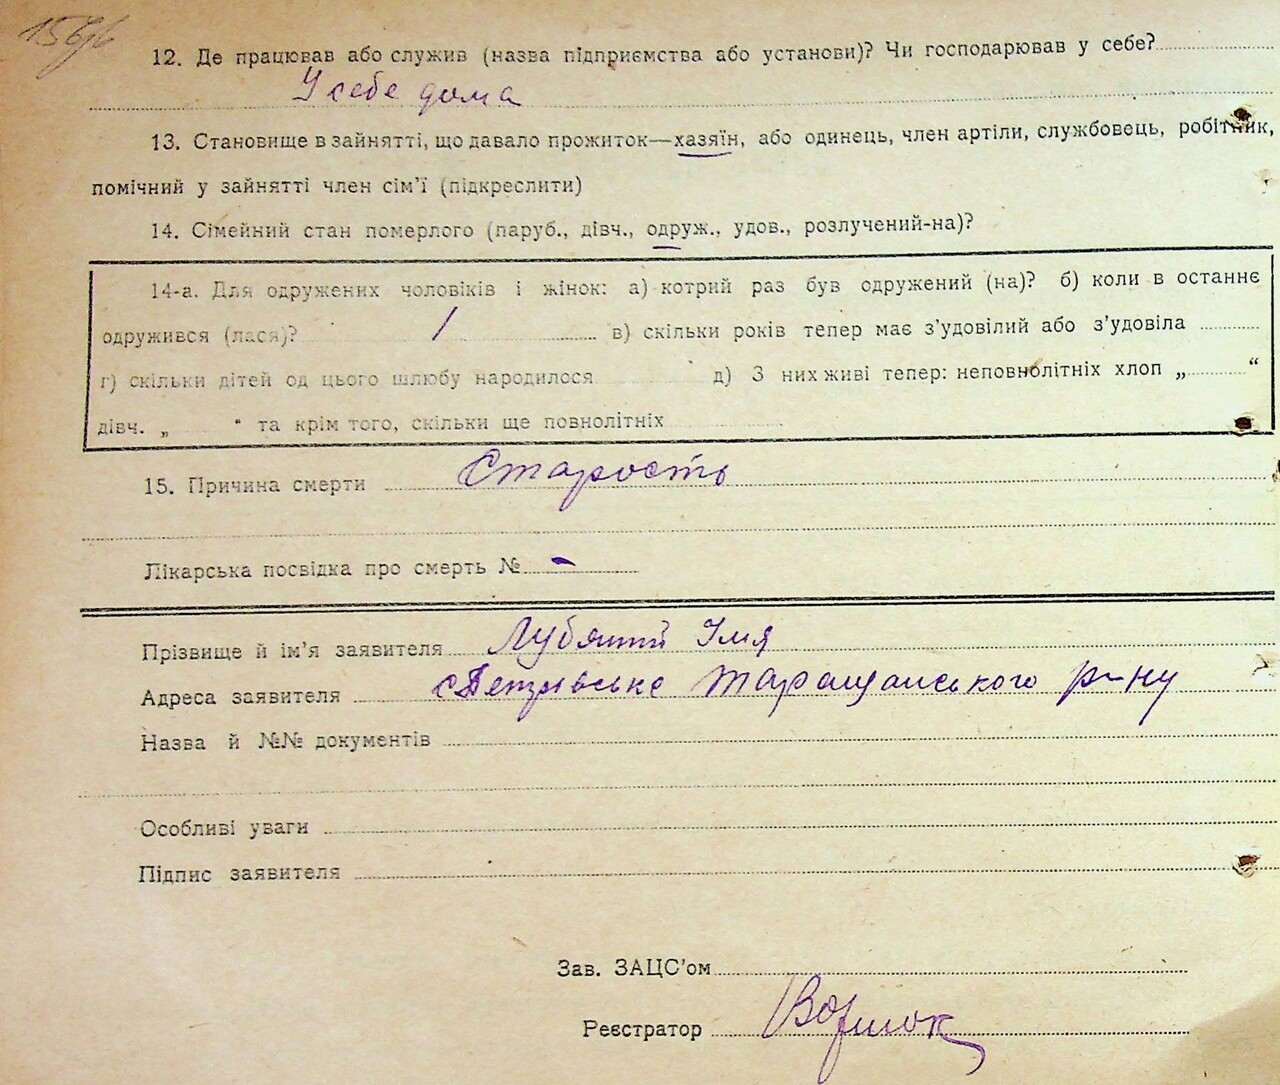 12. Де працював або служив (назва підприємства або установи)? Чи господарював у себе?
У себе дома
13. Становище в зайнятті, що давало прожиток—хазяїн, або одинець, член артіли, службовець, робітник,
помічний у зайнятті член сім'ї (підкреслити)
14. Сімейний стан померлого (паруб., дівч., одруж., удов., розлучений-на)?
14-а. Для одружених чоловіків і жінок: а) котрий раз був одружений (на)? б) коли в останнє
одружився (лася)? 1 в) скільки років тепер має з'удовілий або з'удовіла
г) скільки дітей од цього шлюбу народилося д) З них живі тепер: неповнолітніх хлоп „ “
дівч. „ “ та крім того, скільки ще повнолітніх
15. Причина смерти Старость
Лікарська посвідка про смерть № -
Прізвище й ім'я заявителя
Адреса заявителя с Петрівське Таращанського р-ну
Назва й №№ документів
Особливі уваги
Підпис заявителя
Зав. ЗАЦС'ом
Реєстратор